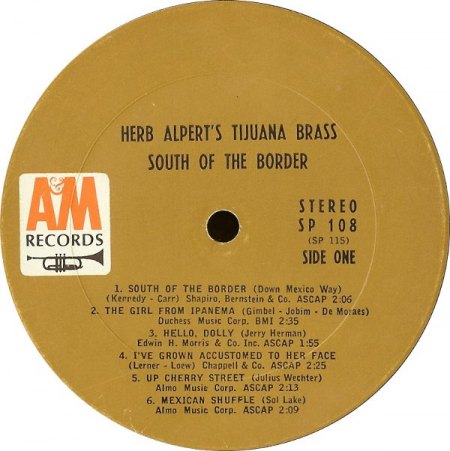 HERB ALPERT'S TIJUANA BRASS
SOUTH OF THE BORDER
A&M
RECORDS
STEREO
SP 108
(SP 115)
SIDE ONE
1. SOUTH OF THE BORDER (Down Mexico Way)
(Kennedy - Carr) Shapiro, Bernstein & Co. ASCAP 2:06
2. THE GIRL FROM IPANEMA (Gimbel - Jobim - De Moraes)
Duchess Music Corp. BMI 2:35
3. HELLO, DOLLY (Jerry Herman)
Edwin H. Morris & Co. Inc. ASCAP 1:55
4. I'VE GROWN ACCUSTOMED TO HER FACE
(Lerner - Loew) Chappell & Co. ASCAP 2:25
5. UP CHERRY STREET (Julius Wechter)
Almo Music Corp. ASCAP 2:13
6. MEXICAN SHUFFLE (Sol Lake)
Almo Music Corp. ASCAP 2:09